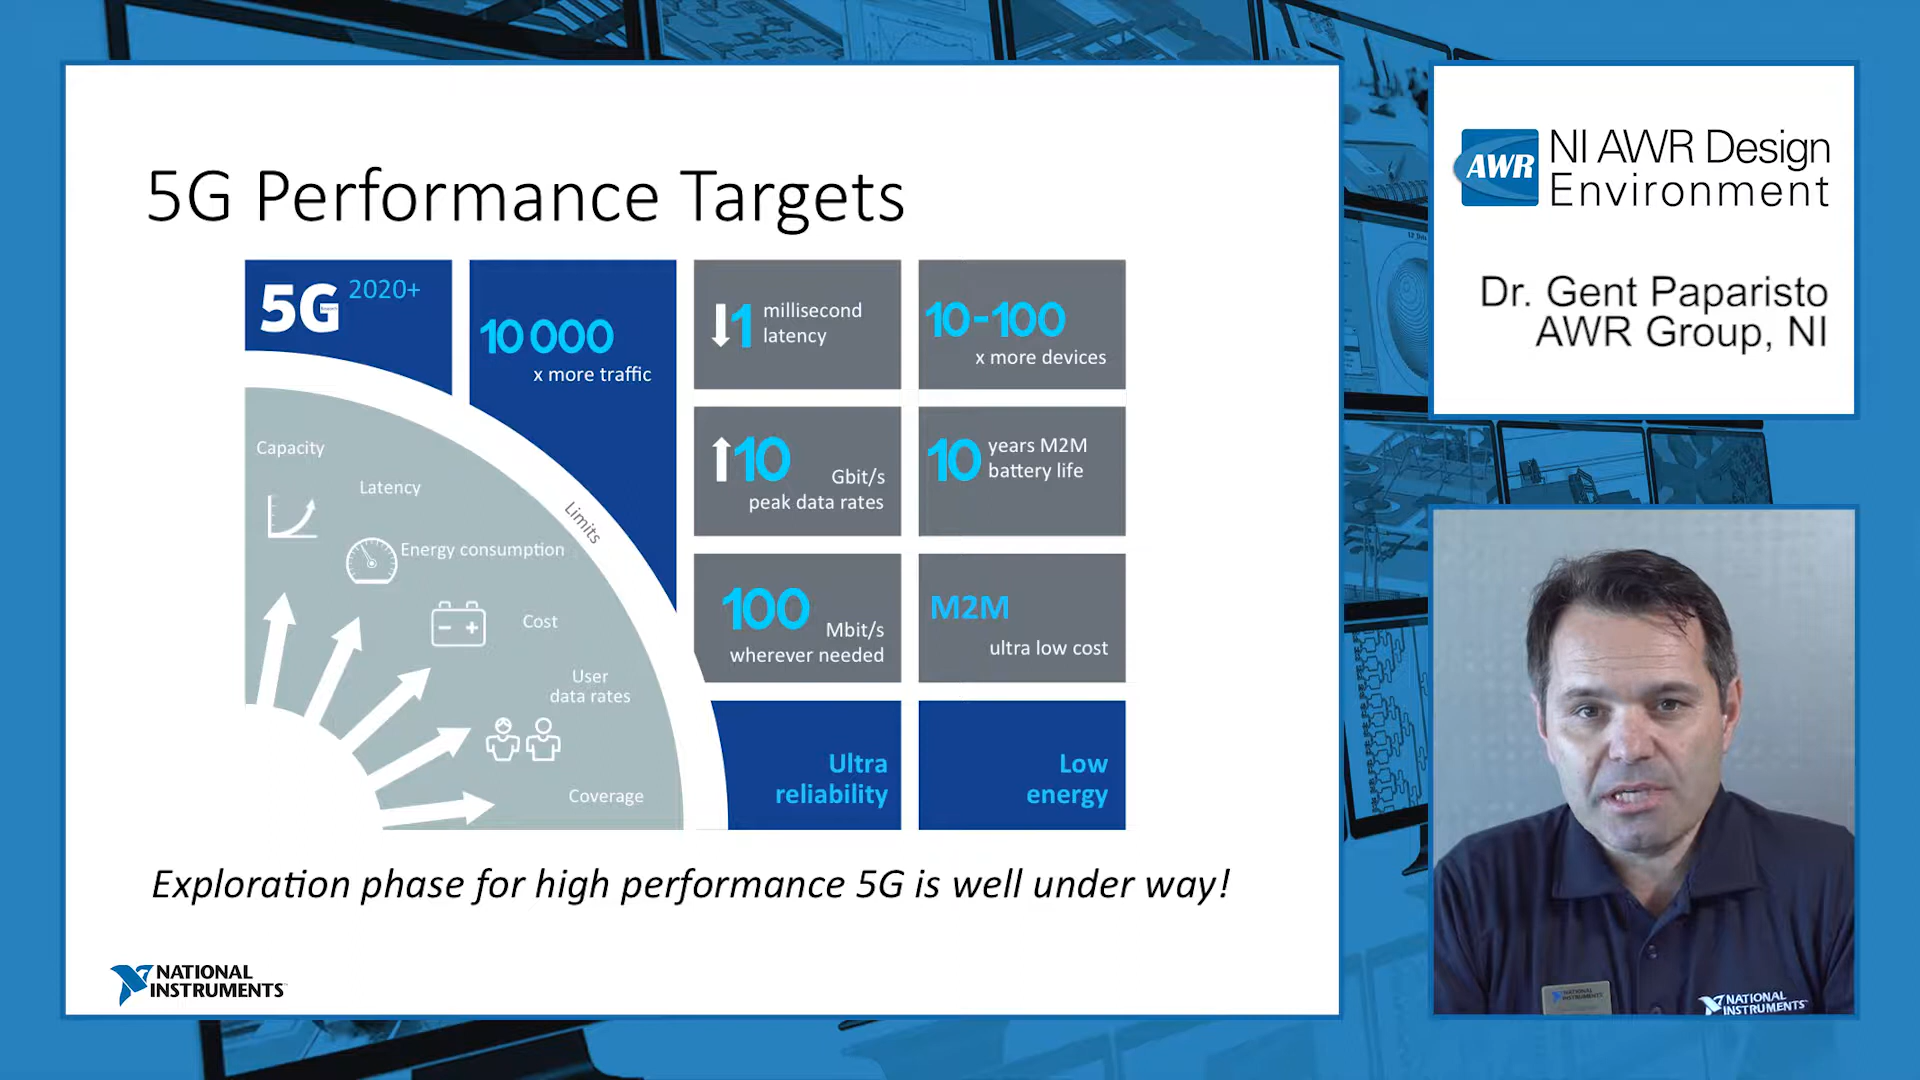 5G Performance Targets
5G 2020+
10 000
x more traffic
1 millisecond
latency
10-100
x more devices
10 Gbit/s
peak data rates
10 years M2M
battery life
100 Mbit/s
wherever needed
M2M
ultra low cost
Ultra
reliability
Low
energy
Capacity
Latency
Energy consumption
Cost
User
data rates
Coverage
Limits
Exploration phase for high performance 5G is well under way!
NATIONAL
INSTRUMENTS
AWR
NI AWR Design
Environment
Dr. Gent Paparisto
AWR Group, NI
NATIONAL
INSTRUMENTS
NATIONAL
INSTRUMENTS